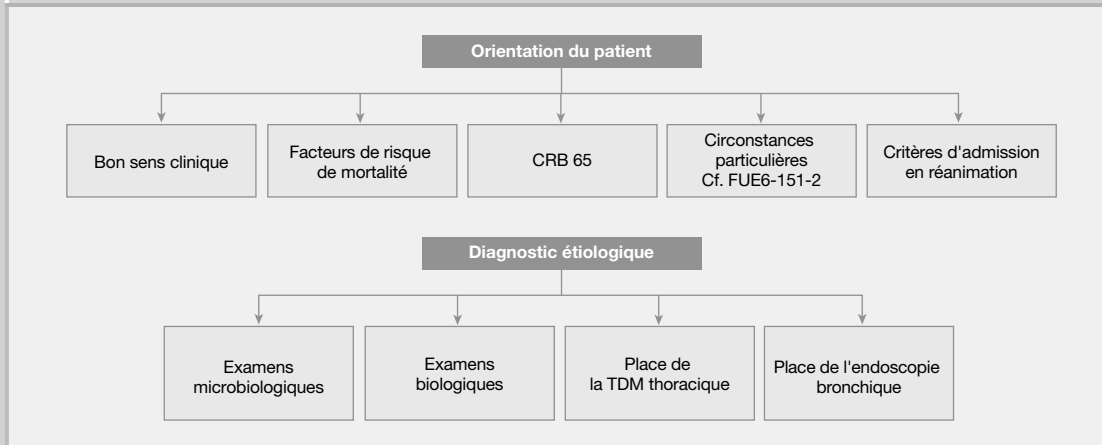 Orientation du patient
Bon sens clinique
Facteurs de risque
de mortalité
CRB 65
Circonstances
particulières
Cf. FUE6-151-2
Critères d'admission
en réanimation
Diagnostic étiologique
Examens
microbiologiques
Examens
biologiques
Place de
la TDM thoracique
Place de l'endoscopie
bronchique